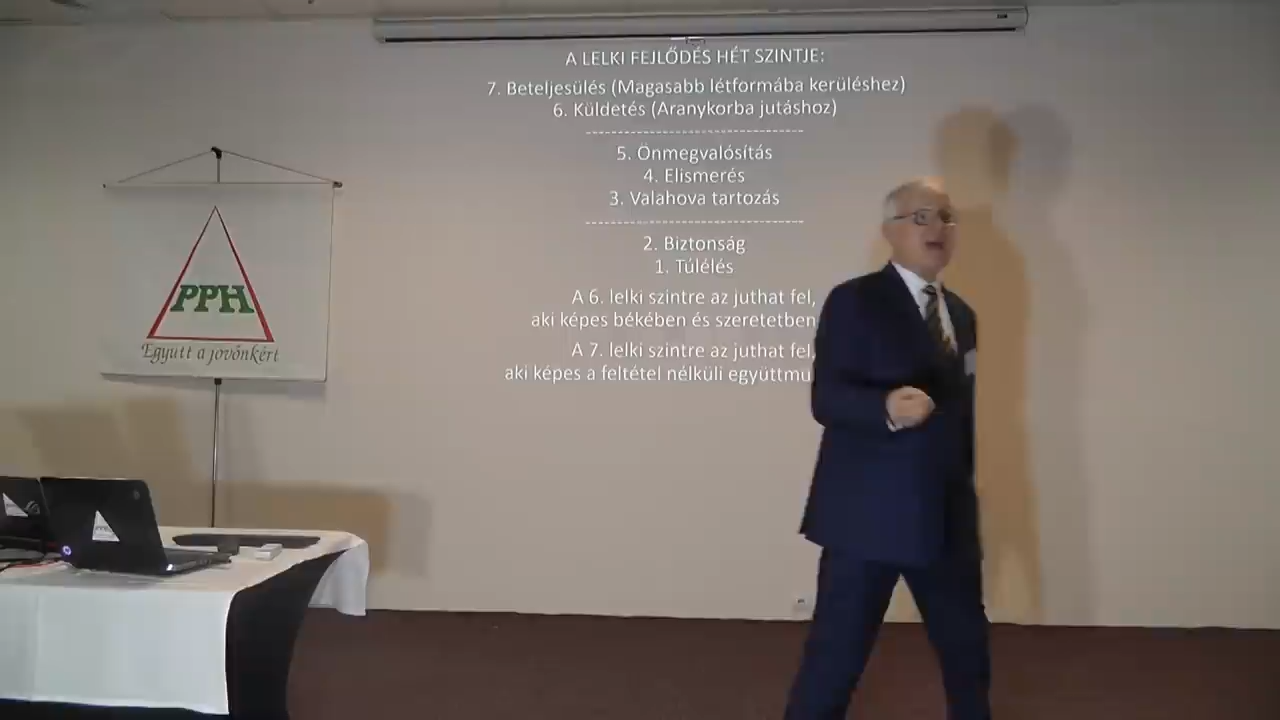 A LELKI FEJLŐDÉS HÉT SZINTJE:
7. Beteljesülés (Magasabb létformába kerüléshez)
6. Küldetés (Aranykorba jutáshoz)
-------------------------------
5. Önmegvalósítás
4. Elismerés
3. Valahova tartozás
-------------------------------
2. Biztonság
1. Túlélés
A 6. lelki szintre az juthat fel,
aki képes békében és szeretetben
A 7. lelki szintre az juthat fel,
aki képes a feltétel nélküli együttmű
PPH
Együtt a jövőnkért